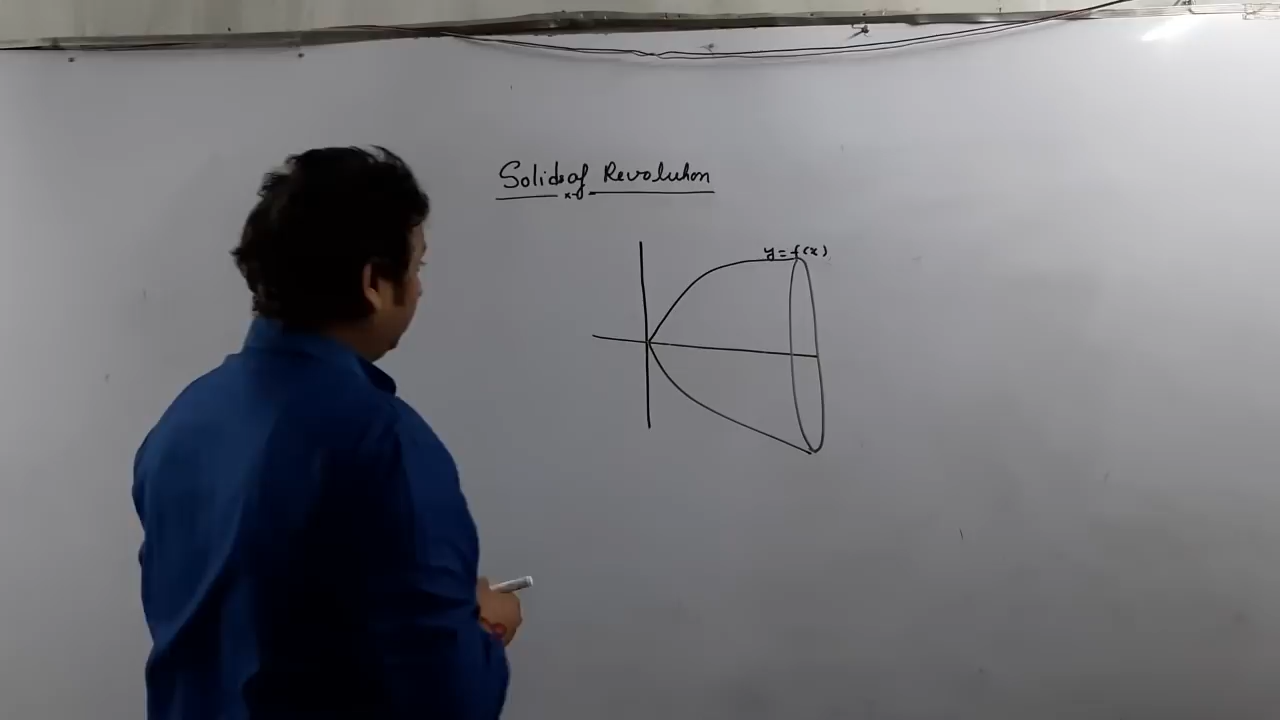 Solids of Revolution
y = f(x)